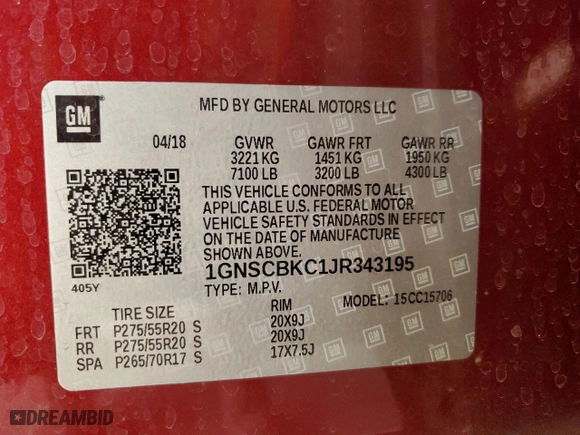 GM
MFD BY GENERAL MOTORS LLC
04/18 GVWR GAWR FRT GAWR RR
3221 KG 1451 KG 1950 KG
7100 LB 3200 LB 4300 LB
THIS VEHICLE CONFORMS TO ALL
APPLICABLE U.S. FEDERAL MOTOR
VEHICLE SAFETY STANDARDS IN EFFECT
ON THE DATE OF MANUFACTURE
SHOWN ABOVE.
405Y
1GNSCBKC1JR343195
TYPE: M.P.V. MODEL: 15CC15706
TIRE SIZE RIM
FRT P275/55R20 S 20X9J
RR P275/55R20 S 20X9J
SPA P265/70R17 S 17X7.5J
DREAMBID